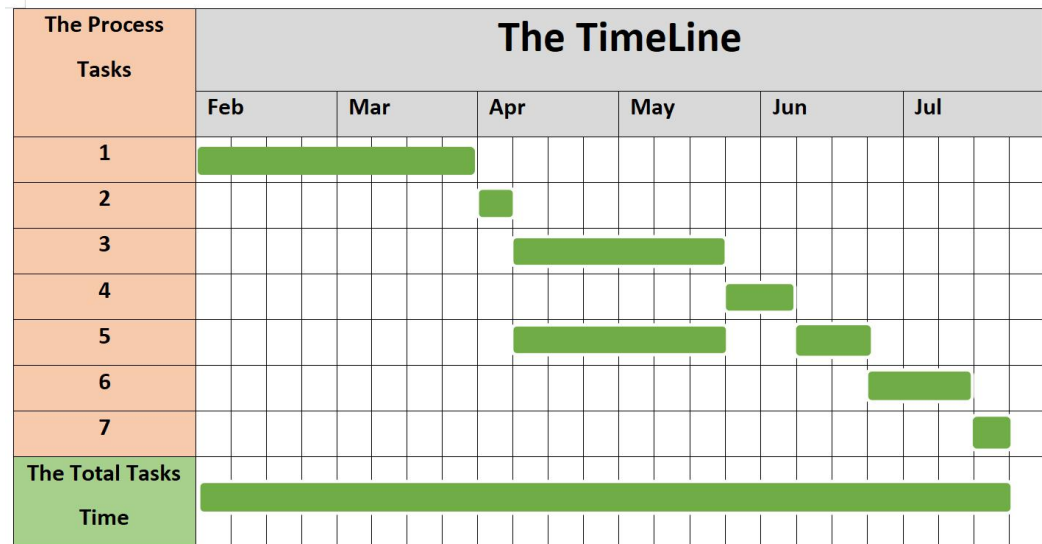 The Process
Tasks
The TimeLine
Feb Mar Apr May Jun Jul
1
2
3
4
5
6
7
The Total Tasks
Time